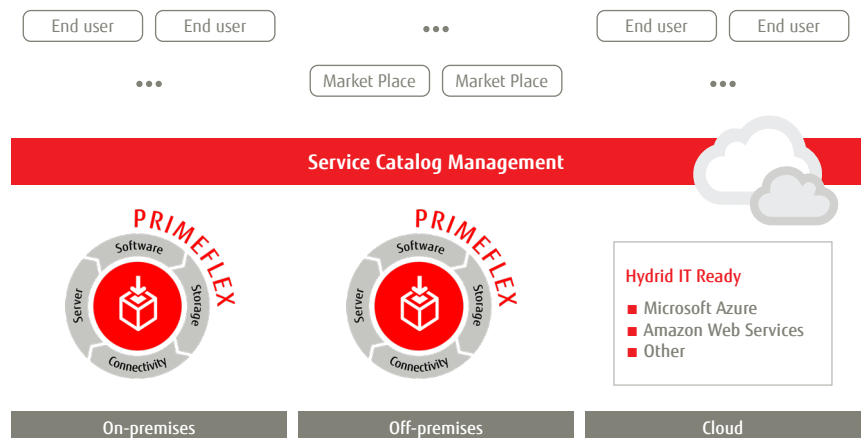 End user End user ... End user End user
... Market Place Market Place ...
Service Catalog Management
PRIMEFLEX
Software
Server
Storage
Connectivity
PRIMEFLEX
Software
Server
Storage
Connectivity
Hydrid IT Ready
Microsoft Azure
Amazon Web Services
Other
On-premises Off-premises Cloud